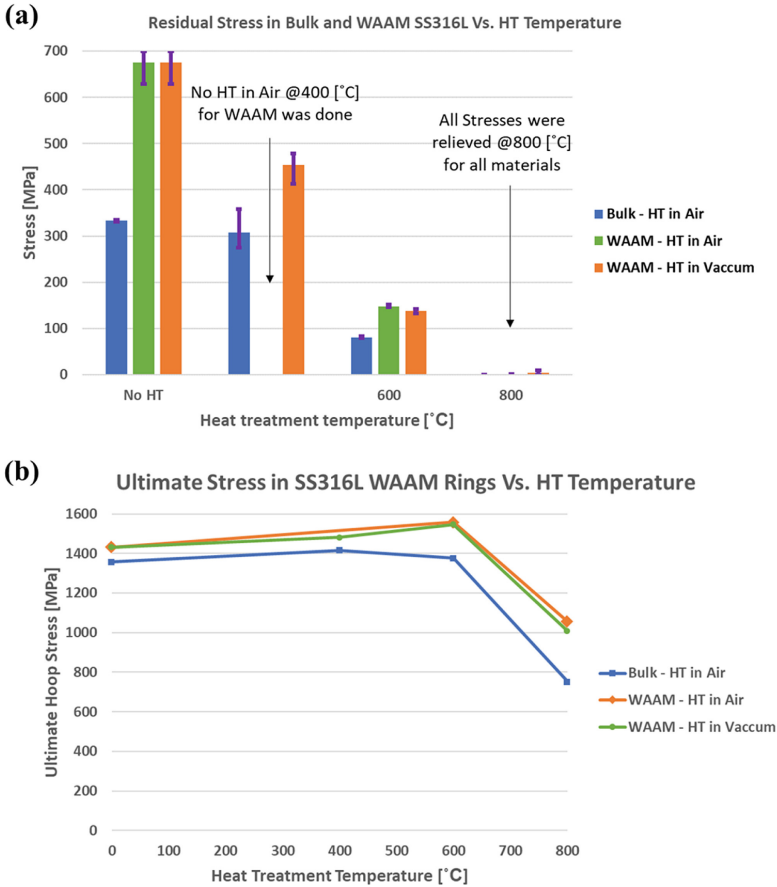 (a)
Residual Stress in Bulk and WAAM SS316L Vs. HT Temperature
700
600
500
400
300
200
100
0
Stress [MPa]
No HT in Air @400 [˚C]
for WAAM was done
All Stresses were
relieved @800 [˚C]
for all materials
Bulk - HT in Air
WAAM - HT in Air
WAAM - HT in Vaccum
No HT
600
800
Heat treatment temperature [˚C]
(b)
Ultimate Stress in SS316L WAAM Rings Vs. HT Temperature
1600
1400
1200
1000
800
600
400
200
0
Ultimate Hoop Stress [MPa]
Bulk - HT in Air
WAAM - HT in Air
WAAM - HT in Vaccum
0
100
200
300
400
500
600
700
800
Heat Treatment Temperature [˚C]